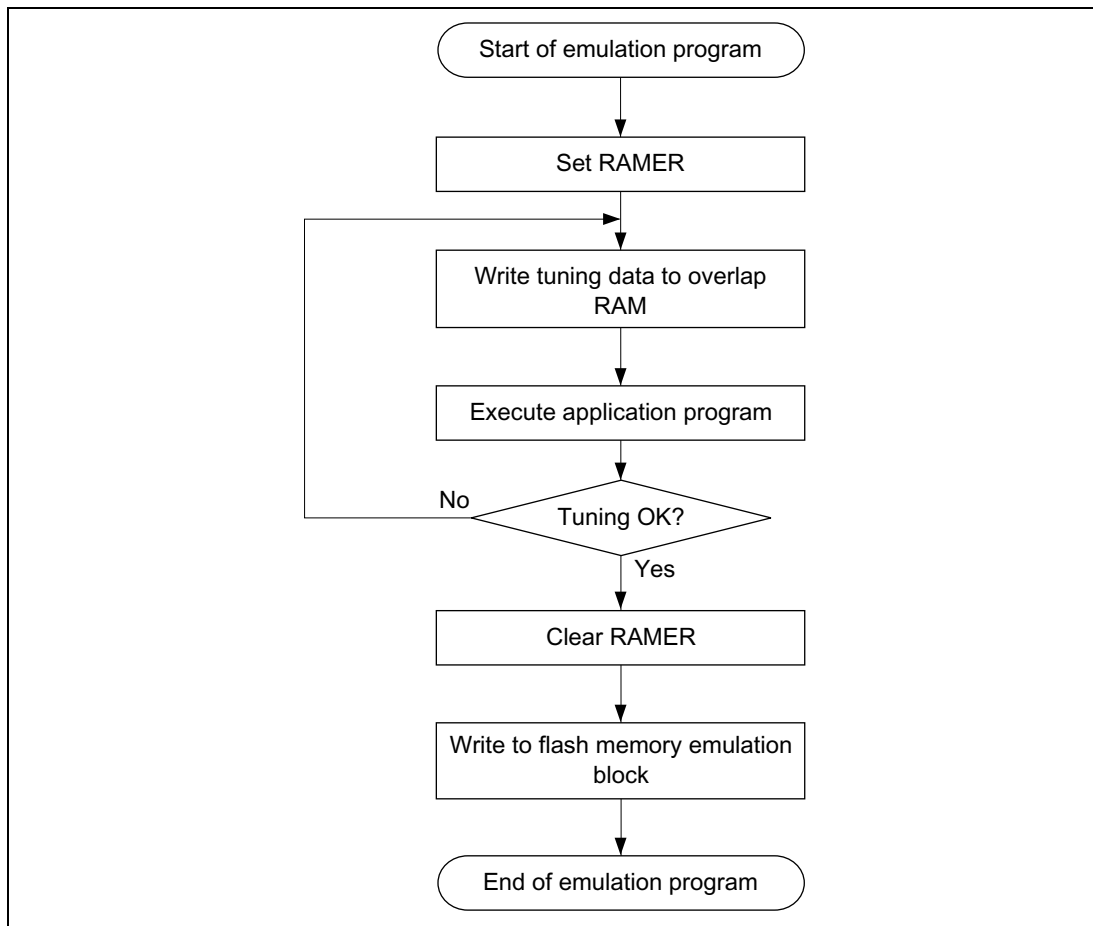 Start of emulation program
Set RAMER
Write tuning data to overlap
RAM
Execute application program
No
Tuning OK?
Yes
Clear RAMER
Write to flash memory emulation
block
End of emulation program